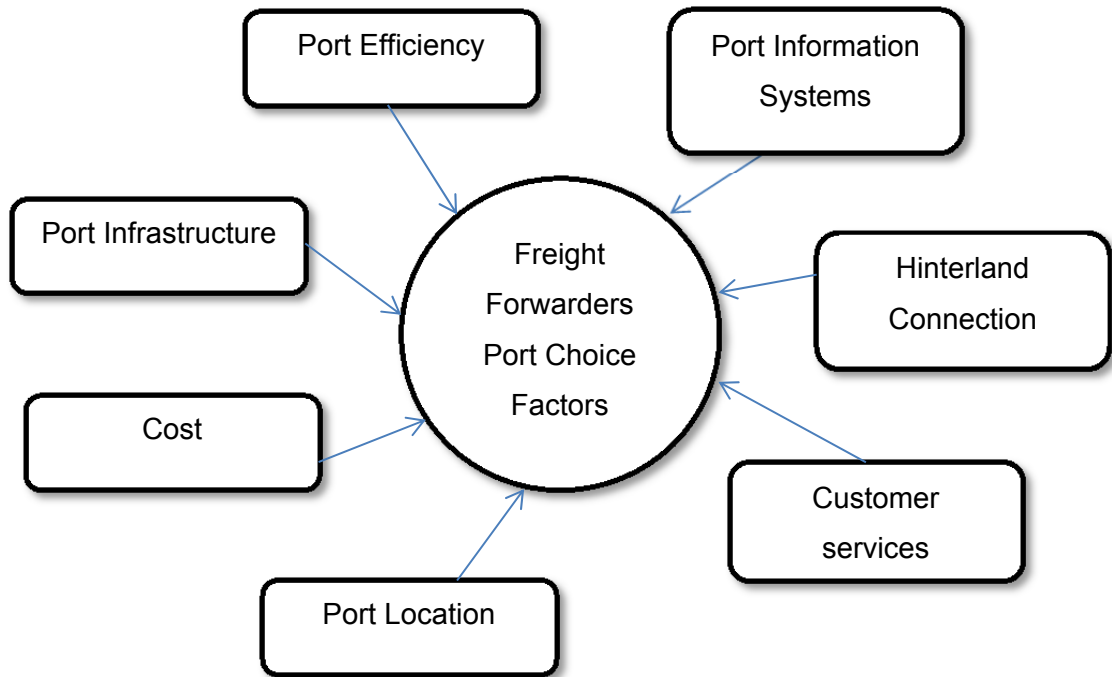 Port Efficiency
Port Information
Systems
Port Infrastructure
Freight
Forwarders
Port Choice
Factors
Hinterland
Connection
Cost
Customer
services
Port Location